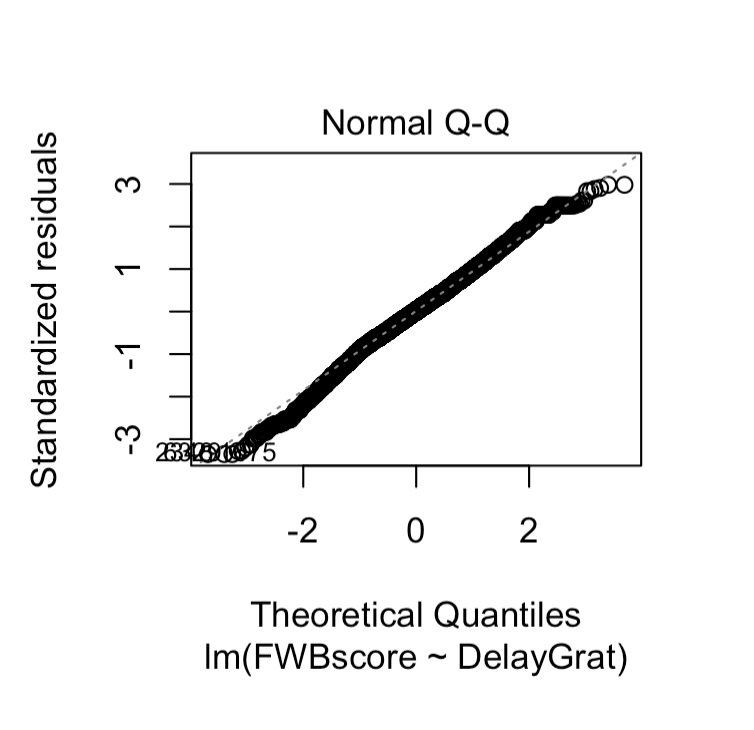 Normal Q-Q
Standardized residuals
3
1
-1
-3
-2 0 2
Theoretical Quantiles
lm(FWBscore ~ DelayGrat)